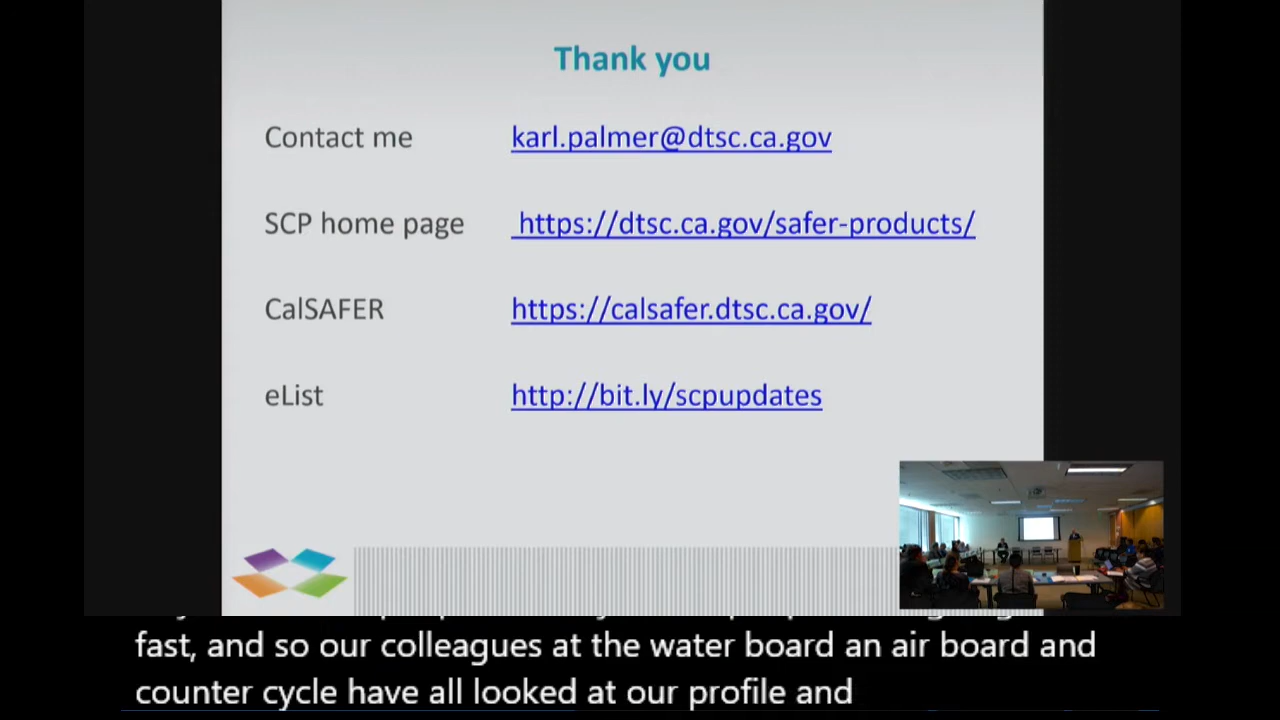 Thank you
Contact me karl.palmer@dtsc.ca.gov
SCP home page https://dtsc.ca.gov/safer-products/
CalSAFER https://calsafer.dtsc.ca.gov/
eList http://bit.ly/scpupdates
fast, and so our colleagues at the water board an air board and
counter cycle have all looked at our profile and